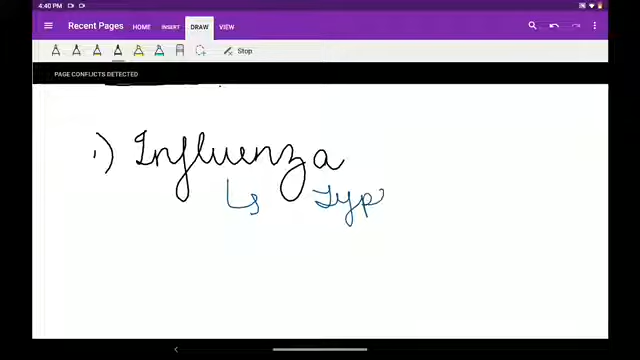 4:40 PM
Recent Pages HOME INSERT DRAW VIEW
Stop
PAGE CONFLICTS DETECTED
1) Influenza
↳ Typ